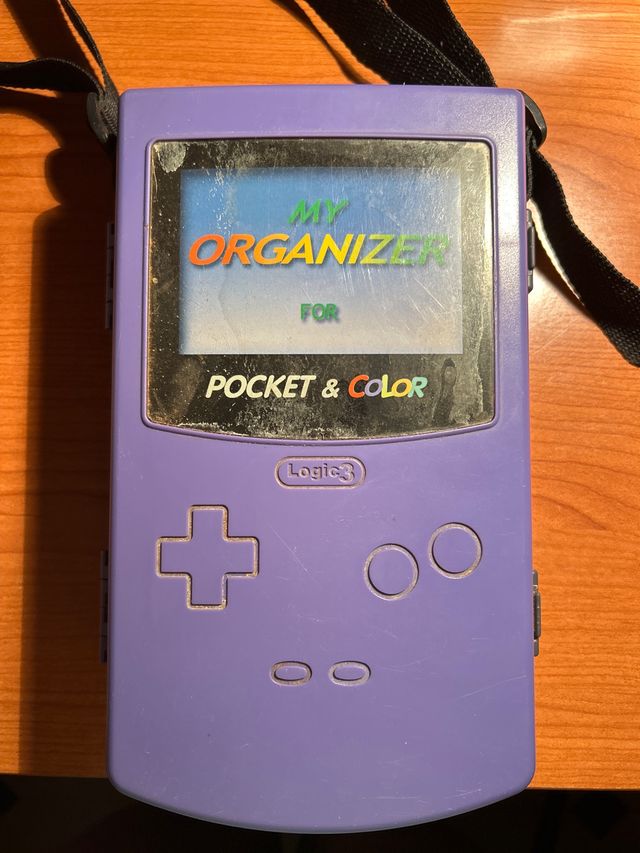 MY
ORGANIZER
FOR
POCKET & COLOR
Logic3